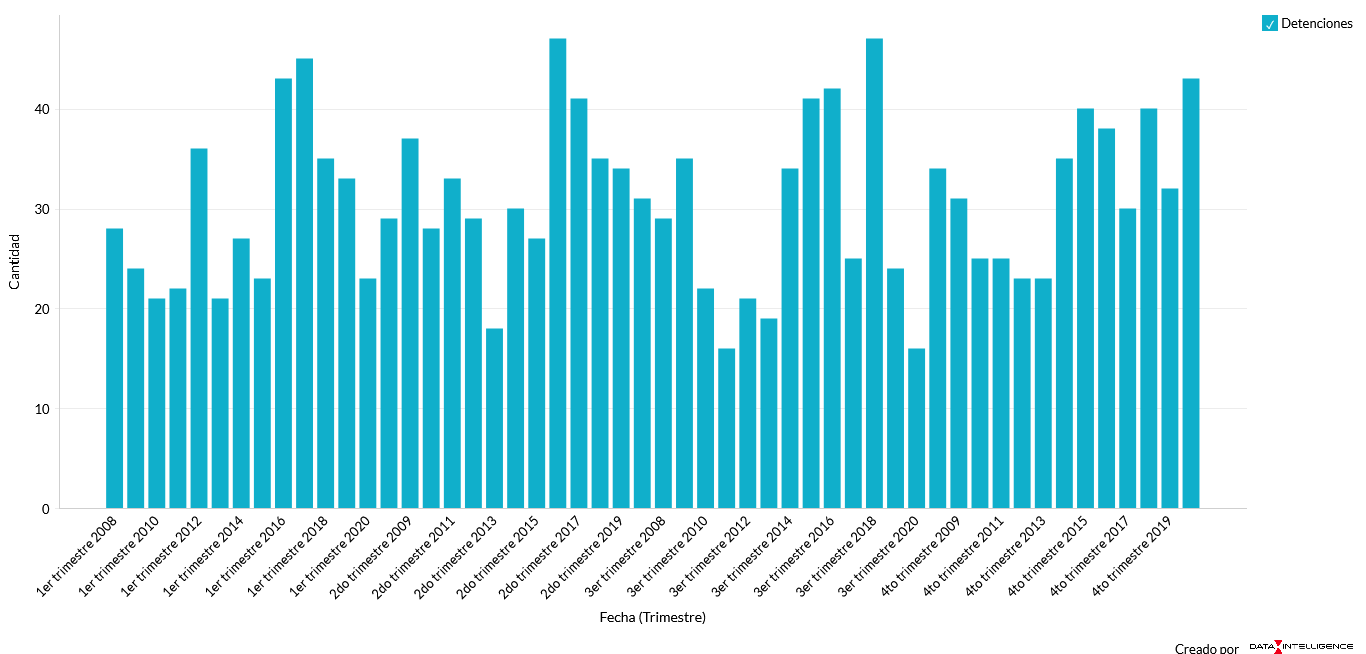 Detenciones
40
30
20
10
0
Cantidad
1er trimestre 2008
1er trimestre 2010
1er trimestre 2012
1er trimestre 2014
1er trimestre 2016
1er trimestre 2018
1er trimestre 2020
2do trimestre 2009
2do trimestre 2011
2do trimestre 2013
2do trimestre 2015
2do trimestre 2017
2do trimestre 2019
3er trimestre 2008
3er trimestre 2010
3er trimestre 2012
3er trimestre 2014
3er trimestre 2016
3er trimestre 2018
3er trimestre 2020
4to trimestre 2009
4to trimestre 2011
4to trimestre 2013
4to trimestre 2015
4to trimestre 2017
4to trimestre 2019
Fecha (Trimestre)
Creado por DATA INTELLIGENCE